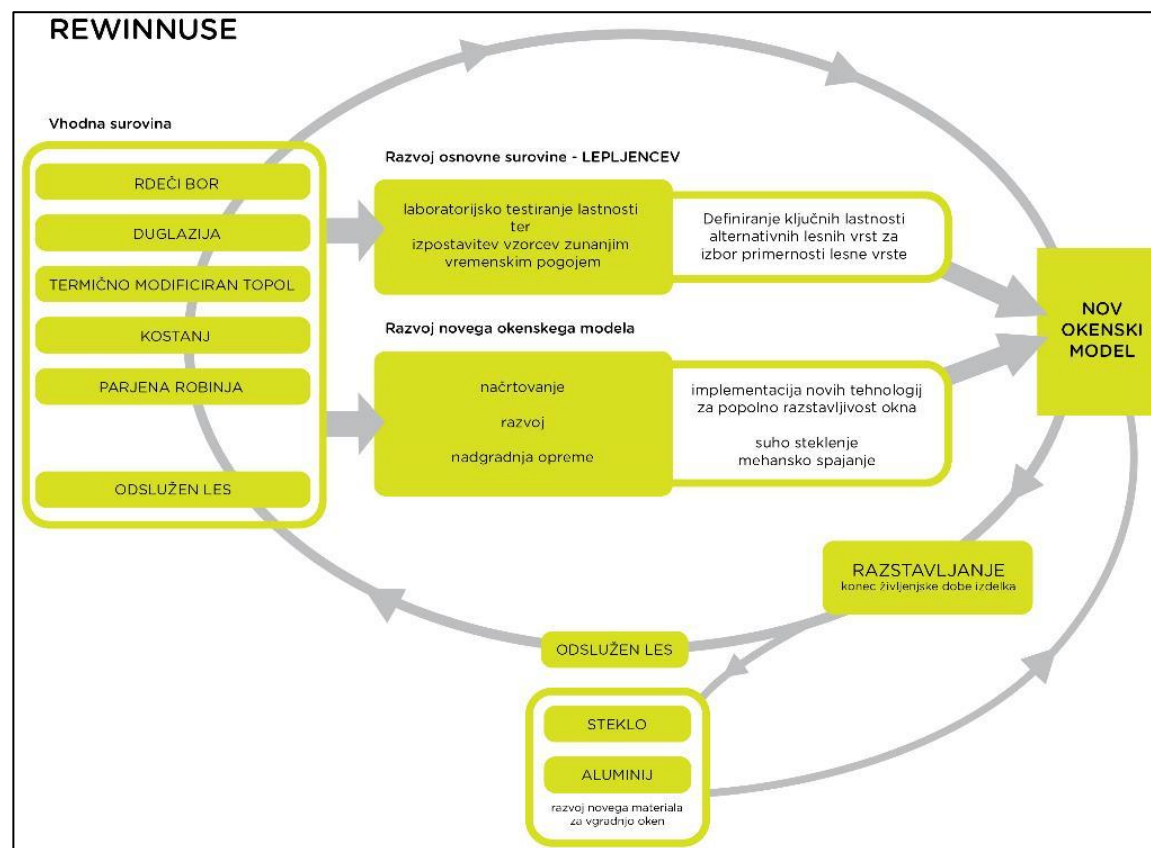 REWINNUSE
Vhodna surovina
RDEČI BOR
DUGLAZIJA
TERMIČNO MODIFICIRAN TOPOL
KOSTANJ
PARJENA ROBINJA
ODSLUŽEN LES
Razvoj osnovne surovine - LEPLJENCEV
laboratorijsko testiranje lastnosti
ter
izpostavitev vzorcev zunanjim
vremenskim pogojem
Definiranje ključnih lastnosti
alternativnih lesnih vrst za
izbor primernosti lesne vrste
Razvoj novega okenskega modela
načrtovanje
razvoj
nadgradnja opreme
implementacija novih tehnologij
za popolno razstavljivost okna
suho steklenje
mehansko spajanje
NOV
OKENSKI
MODEL
RAZSTAVLJANJE
konec življenjske dobe izdelka
ODSLUŽEN LES
STEKLO
ALUMINIJ
razvoj novega materiala
za vgradnjo oken